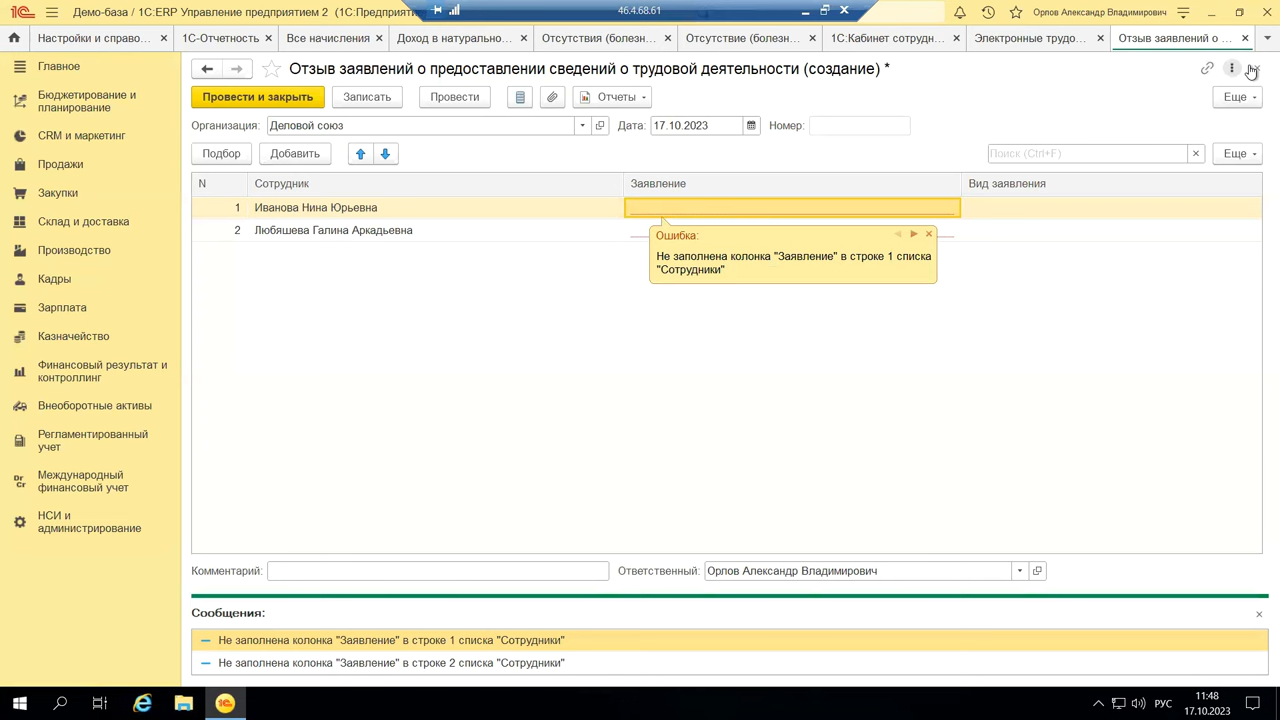 Демо-база / 1С:ERP Управление предприятием 2 (1С:Предприяти
46.4.68.61
Орлов Александр Владимирович
Настройки и справо...
1С-Отчетность
Все начисления
Доход в натурально...
Отсутствия (болезн...
Отсутствие (болезн...
1С:Кабинет сотрудн...
Электронные трудо...
Отзыв заявлений о ...
Главное
Бюджетирование и
планирование
CRM и маркетинг
Продажи
Закупки
Склад и доставка
Производство
Кадры
Зарплата
Казначейство
Финансовый результат и
контроллинг
Внеоборотные активы
Регламентированный
учет
Международный
финансовый учет
НСИ и
администрирование
Отзыв заявлений о предоставлении сведений о трудовой деятельности (создание) *
Провести и закрыть
Записать
Провести
Отчеты
Еще
Организация: Деловой союз Дата: 17.10.2023 Номер:
Подбор
Добавить
Поиск (Ctrl+F)
Еще
N Сотрудник Заявление Вид заявления
1 Иванова Нина Юрьевна
2 Любяшева Галина Аркадьевна
Ошибка:
Не заполнена колонка "Заявление" в строке 1 списка
"Сотрудники"
Комментарий: Ответственный: Орлов Александр Владимирович
Сообщения:
Не заполнена колонка "Заявление" в строке 1 списка "Сотрудники"
Не заполнена колонка "Заявление" в строке 2 списка "Сотрудники"
РУС
11:48
17.10.2023